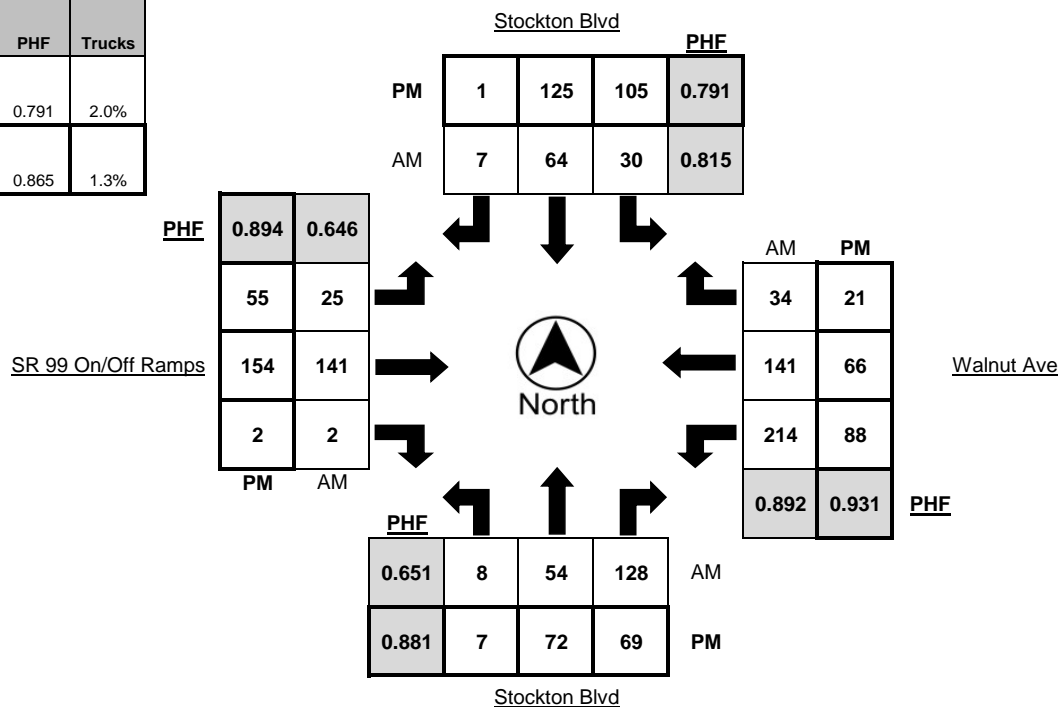 Stockton Blvd
PHF Trucks
PHF
PM 1 125 105 0.791
0.791 2.0%
AM 7 64 30 0.815
0.865 1.3%
PHF 0.894 0.646
AM PM
55 25
34 21
SR 99 On/Off Ramps 154 141
141 66 Walnut Ave
North
2 2
214 88
PM AM
0.892 0.931 PHF
PHF
0.651 8 54 128 AM
0.881 7 72 69 PM
Stockton Blvd